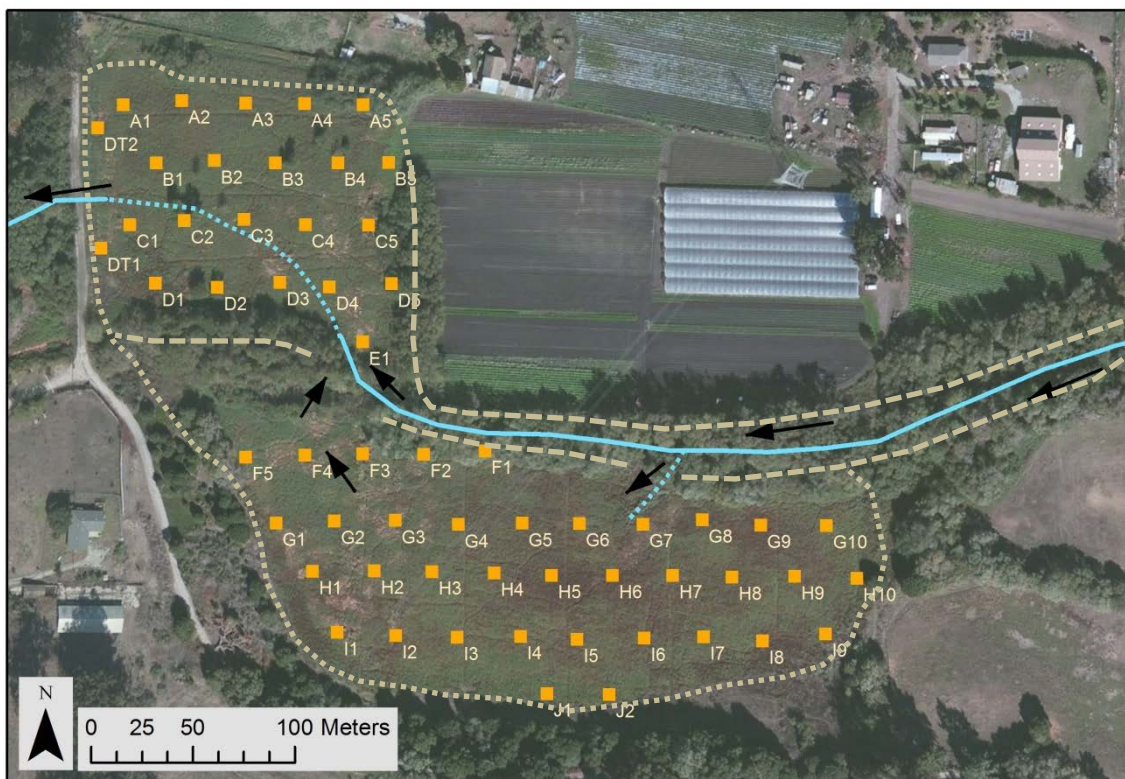 A1 A2 A3 A4 A5
DT2
B1 B2 B3 B4 B5
C1 C2 C3 C4 C5
DT1
D1 D2 D3 D4 D5
E1
F5 F4 F3 F2 F1
G1 G2 G3 G4 G5 G6 G7 G8 G9 G10
H1 H2 H3 H4 H5 H6 H7 H8 H9 H10
I1 I2 I3 I4 I5 I6 I7 I8 I9
J1 J2
N
0 25 50 100 Meters